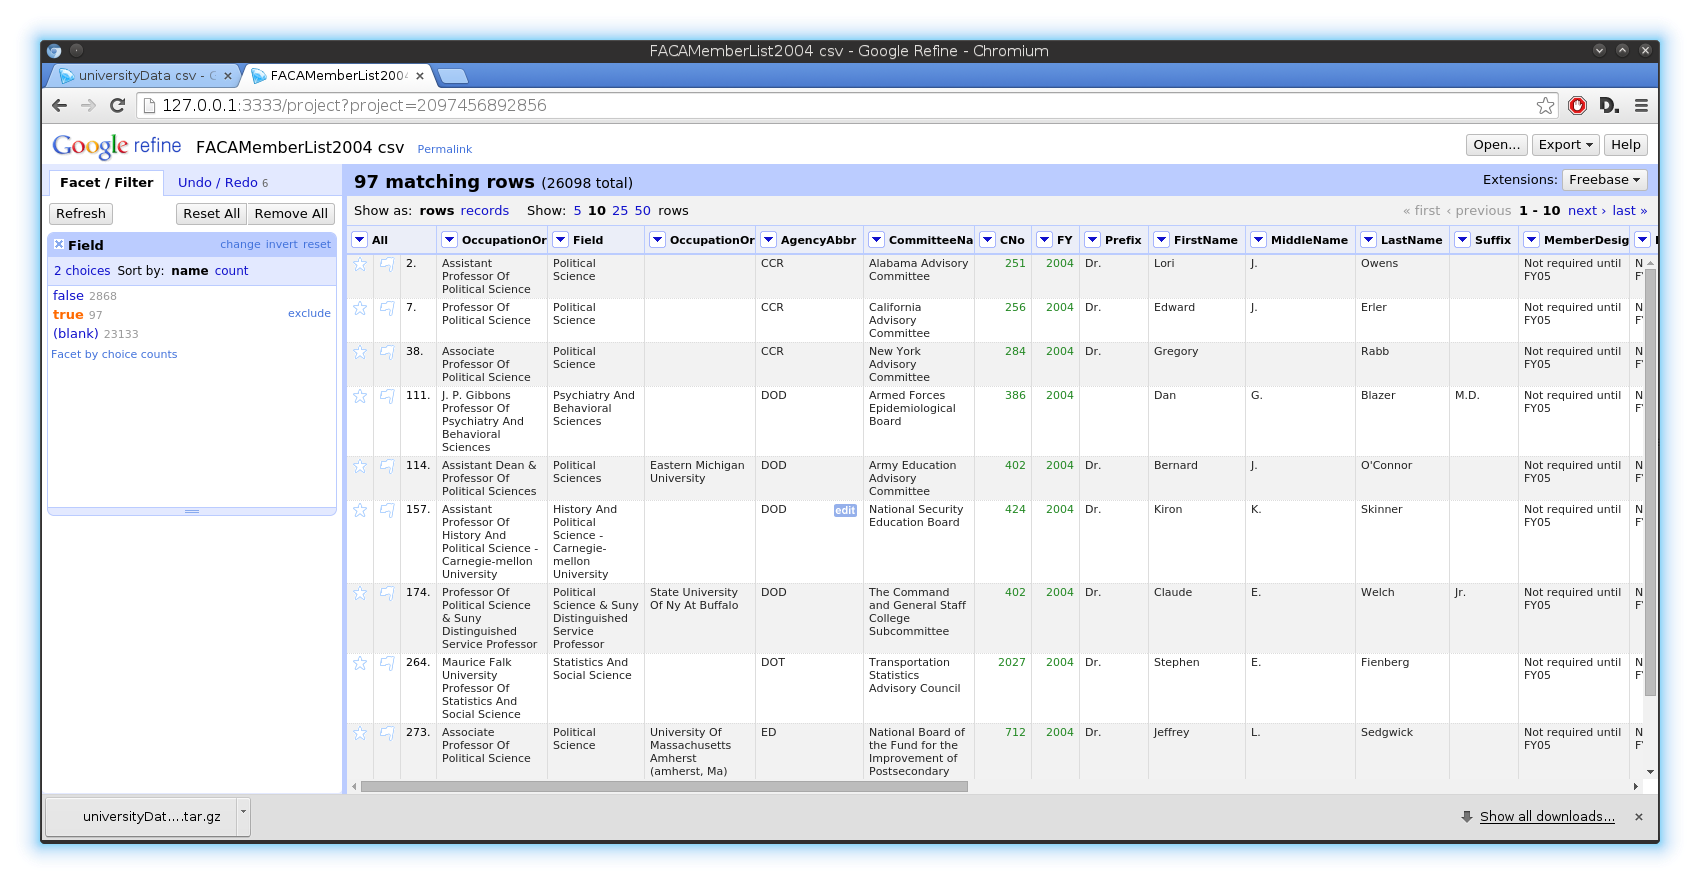 FACAMemberList2004 csv - Google Refine - Chromium
universityData csv - FACAMemberList2004
127.0.0.1:3333/project?project=2097456892856
D.
Google refine FACAMemberList2004 csv Permalink Open... Export Help
Facet / Filter Undo / Redo 6 97 matching rows (26098 total) Extensions: Freebase
Refresh Reset All Remove All Show as: rows records Show: 5 10 25 50 rows « first ‹ previous 1 - 10 next › last »
Field change invert reset
2 choices Sort by: name count
false 2868
true 97 exclude
(blank) 23133
Facet by choice counts
All OccupationOr Field OccupationOr AgencyAbbr CommitteeNa CNo FY Prefix FirstName MiddleName LastName Suffix MemberDesig
2. Assistant Political CCR Alabama Advisory 251 2004 Dr. Lori J. Owens Not required until N
Professor Of Science Committee FY05 F
Political Science
7. Professor Of Political CCR California 256 2004 Dr. Edward J. Erler Not required until N
Political Science Science Advisory FY05 F
Committee
38. Associate Political CCR New York 284 2004 Dr. Gregory Rabb Not required until N
Professor Of Science Advisory FY05 F
Political Science Committee
111. J. P. Gibbons Psychiatry And DOD Armed Forces 386 2004 Dan G. Blazer M.D. Not required until N
Professor Of Behavioral Epidemiological FY05 F
Psychiatry And Sciences Board
Behavioral
Sciences
114. Assistant Dean & Political Eastern Michigan DOD Army Education 402 2004 Dr. Bernard J. O'Connor Not required until N
Professor Of Sciences University Advisory FY05 F
Political Sciences Committee
157. Assistant History And DOD edit National Security 424 2004 Dr. Kiron K. Skinner Not required until N
Professor Of Political Education Board FY05 F
History And Science -
Political Science - Carnegie-
Carnegie-mellon mellon
University University
174. Professor Of Political State University DOD The Command 402 2004 Dr. Claude E. Welch Jr. Not required until N
Political Science Science & Suny Of Ny At Buffalo and General Staff FY05 F
& Suny Distinguished College
Distinguished Service Subcommittee
Service Professor Professor
264. Maurice Falk Statistics And DOT Transportation 2027 2004 Dr. Stephen E. Fienberg Not required until N
University Social Science Statistics FY05 F
Professor Of Advisory Council
Statistics And
Social Science
273. Associate Political University Of ED National Board of 712 2004 Dr. Jeffrey L. Sedgwick Not required until N
Professor Of Science Massachusetts the Fund for the FY05 F
Political Science Amherst Improvement of
(amherst, Ma) Postsecondary
universityDat....tar.gz Show all downloads...